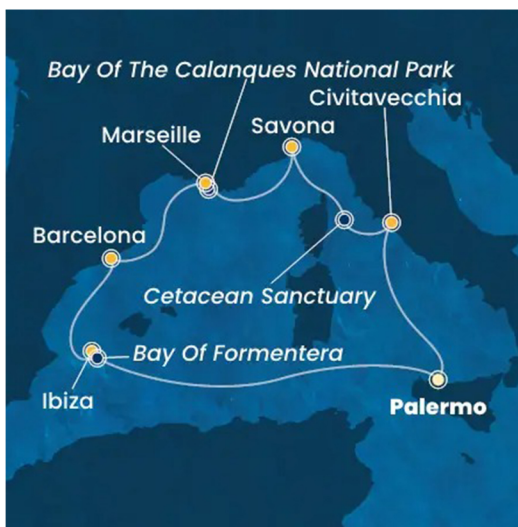 Bay Of The Calanques National Park
Civitavecchia
Savona
Marseille
Barcelona
Cetacean Sanctuary
Bay Of Formentera
Ibiza
Palermo